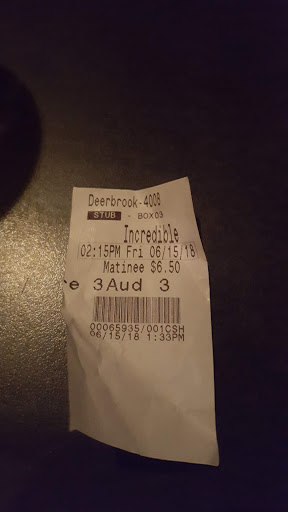 Deerbrook-4008
STUB - BOX03
Incredible
02:15PM Fri 06/15/18
Matinee $6.50
e 3Aud 3
00065935/001CSH
06/15/18 1:33PM